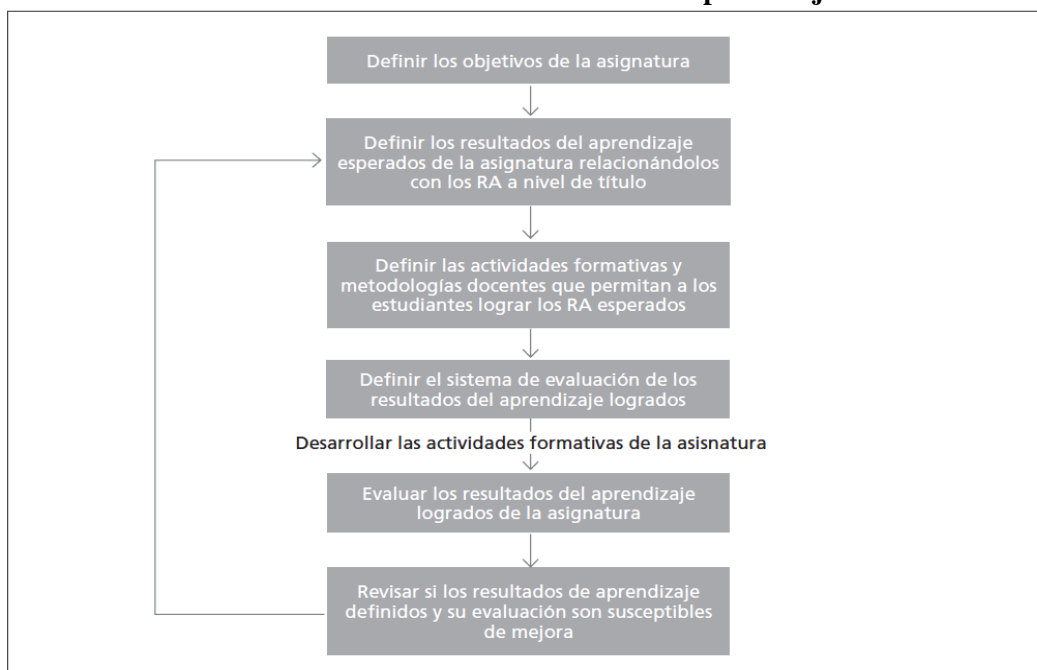 Definir los objetivos de la asignatura
Definir los resultados del aprendizaje
esperados de la asignatura relacionándolos
con los RA a nivel de título
Definir las actividades formativas y
metodologías docentes que permitan a los
estudiantes lograr los RA esperados
Definir el sistema de evaluación de los
resultados del aprendizaje logrados
Desarrollar las actividades formativas de la asisnatura
Evaluar los resultados del aprendizaje
logrados de la asignatura
Revisar si los resultados de aprendizaje
definidos y su evaluación son susceptibles
de mejora